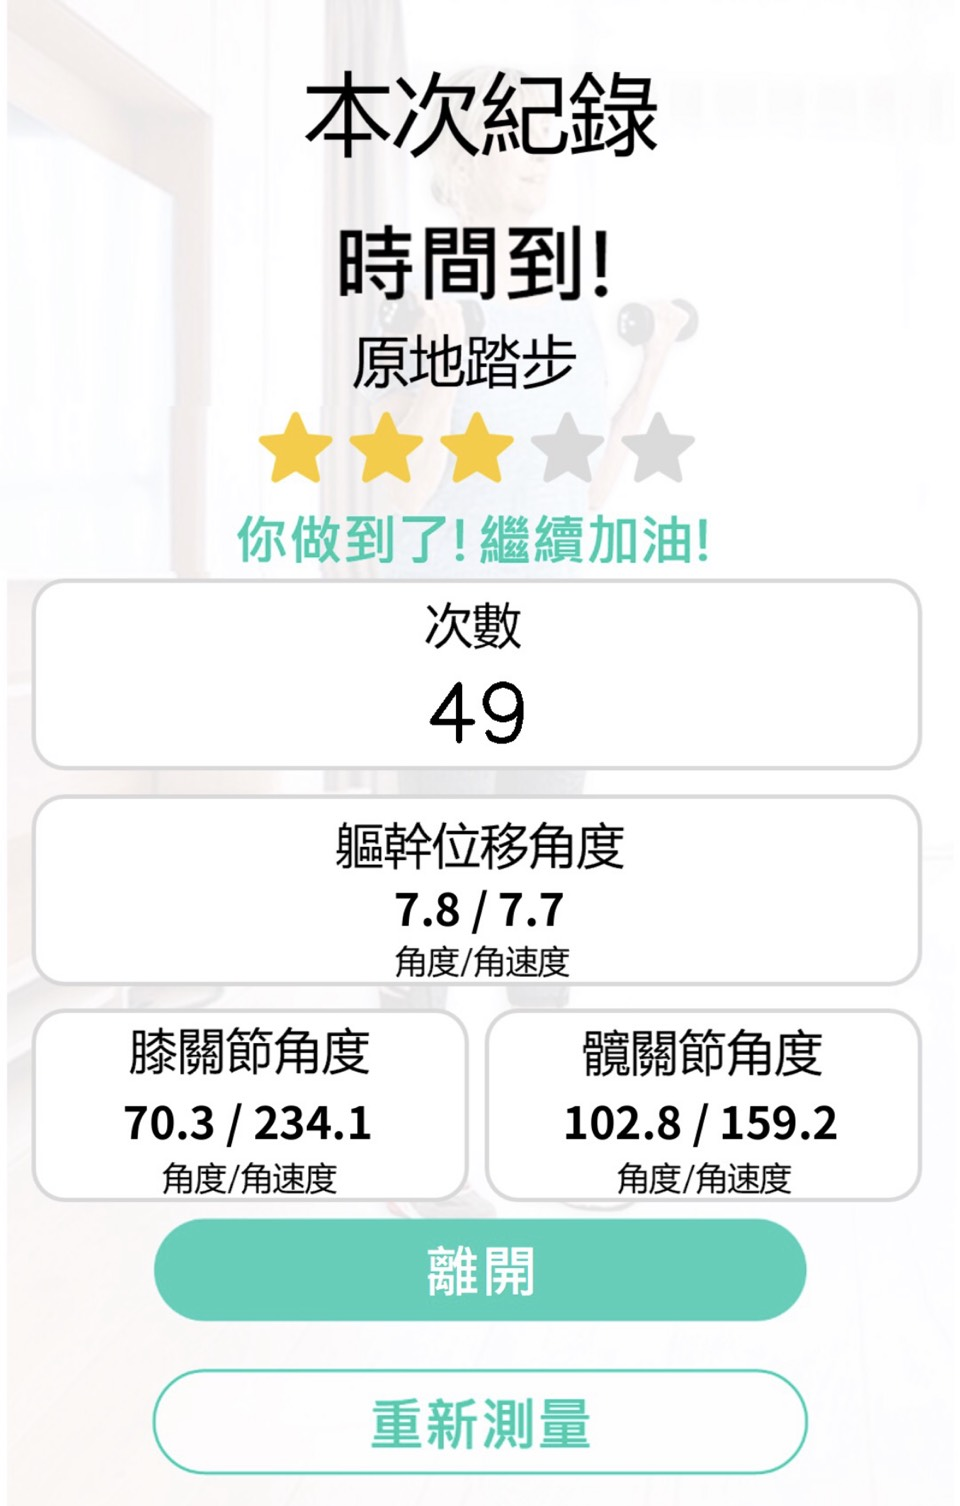 本次紀錄
時間到!
原地踏步
你做到了!繼續加油!
次數
49
軀幹位移角度
7.8 / 7.7
角度/角速度
膝關節角度
70.3 / 234.1
角度/角速度
髖關節角度
102.8 / 159.2
角度/角速度
離開
重新測量